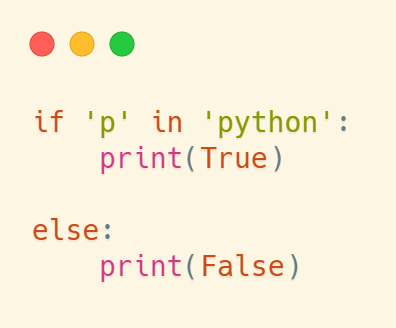 if 'p' in 'python':
    print(True)

else:
    print(False)